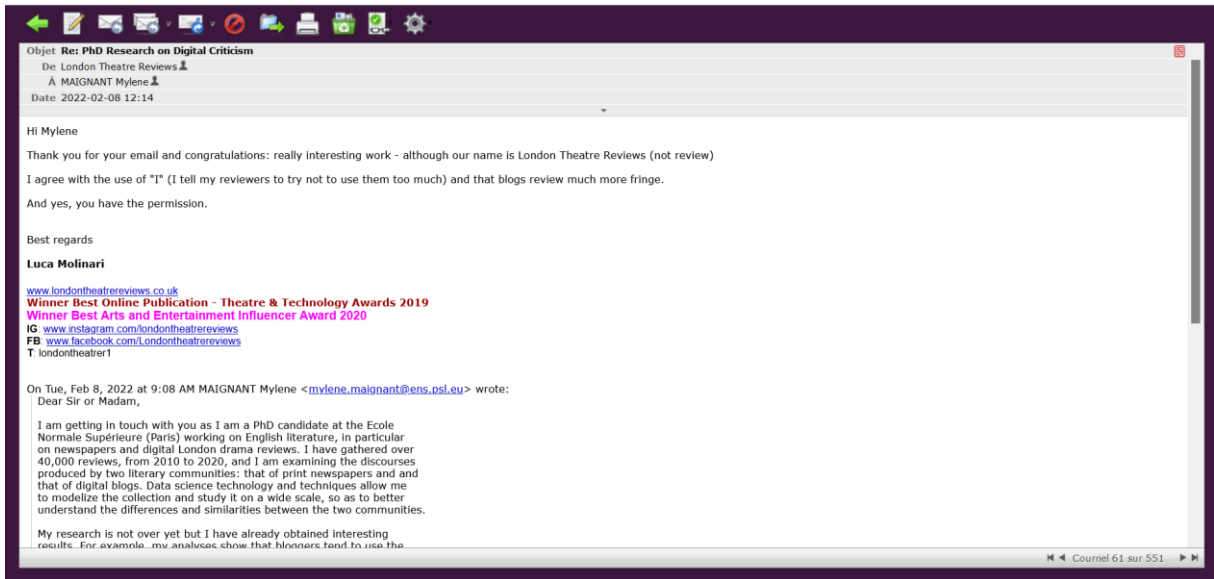 Objet Re: PhD Research on Digital Criticism
De London Theatre Reviews
À MAIGNANT Mylene
Date 2022-02-08 12:14
Hi Mylene
Thank you for your email and congratulations: really interesting work - although our name is London Theatre Reviews (not review)
I agree with the use of "I" (I tell my reviewers to try not to use them too much) and that blogs review much more fringe.
And yes, you have the permission.
Best regards
Luca Molinari
www.londontheatrereviews.co.uk
Winner Best Online Publication - Theatre & Technology Awards 2019
Winner Best Arts and Entertainment Influencer Award 2020
IG: www.instagram.com/londontheatrereviews
FB: www.facebook.com/Londontheatrereviews
T: londontheatrer1
On Tue, Feb 8, 2022 at 9:08 AM MAIGNANT Mylene <mylene.maignant@ens.psl.eu> wrote:
Dear Sir or Madam,
I am getting in touch with you as I am a PhD candidate at the Ecole
Normale Supérieure (Paris) working on English literature, in particular
on newspapers and digital London drama reviews. I have gathered over
40,000 reviews, from 2010 to 2020, and I am examining the discourses
produced by two literary communities: that of print newspapers and and
that of digital blogs. Data science technology and techniques allow me
to modelize the collection and study it on a wide scale, so as to better
understand the differences and similarities between the two communities.
My research is not over yet but I have already obtained interesting
results. For example, my analyses show that bloggers tend to use the
Courriel 61 sur 551